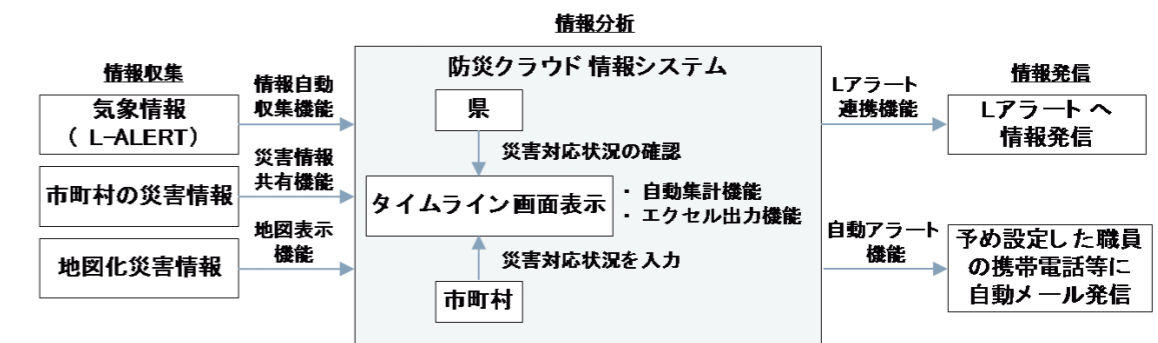 情報収集
気象情報
( L-ALERT)
市町村の災害情報
地図化災害情報
情報自動
収集機能
災害情報
共有機能
地図表示
機能
情報分析
防災クラウド 情報システム
県
災害対応状況の確認
タイムライン画面表示
・ 自動集計機能
・ エクセル出力機能
災害対応状況を入力
市町村
Lアラート
連携機能
自動アラート
機能
情報発信
Lアラート へ
情報発信
予め設定した職員
の携帯電話等に
自動メール発信